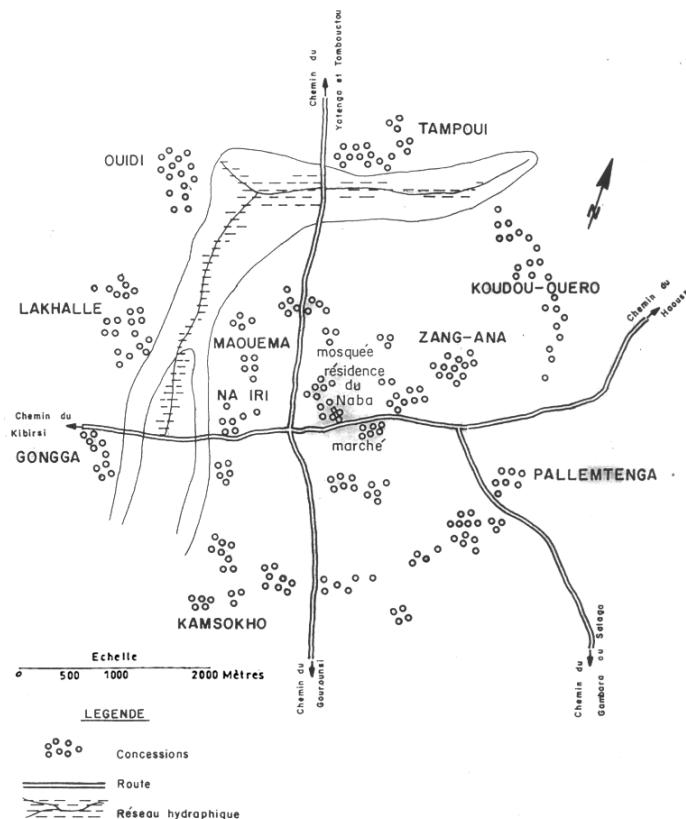 Chemin du
Yatenga et Tombouctou
TAMPOUI
OUIDI
N
KOUDOU-OUERO
LAKHALLE
Chemin du
Haoussa
MAOUEMA
ZANG-ANA
mosquée
résidence
du
Naba
NA IRI
Chemin du
Kibirsi
marché
GONGGA
PALLEMTENGA
KAMSOKHO
Chemin du
Gourounsi
Chemin du
Gambara ou Salaga
Echelle
0 500 1000 2000 Mètres
LEGENDE
Concessions
Route
Réseau hydraphique